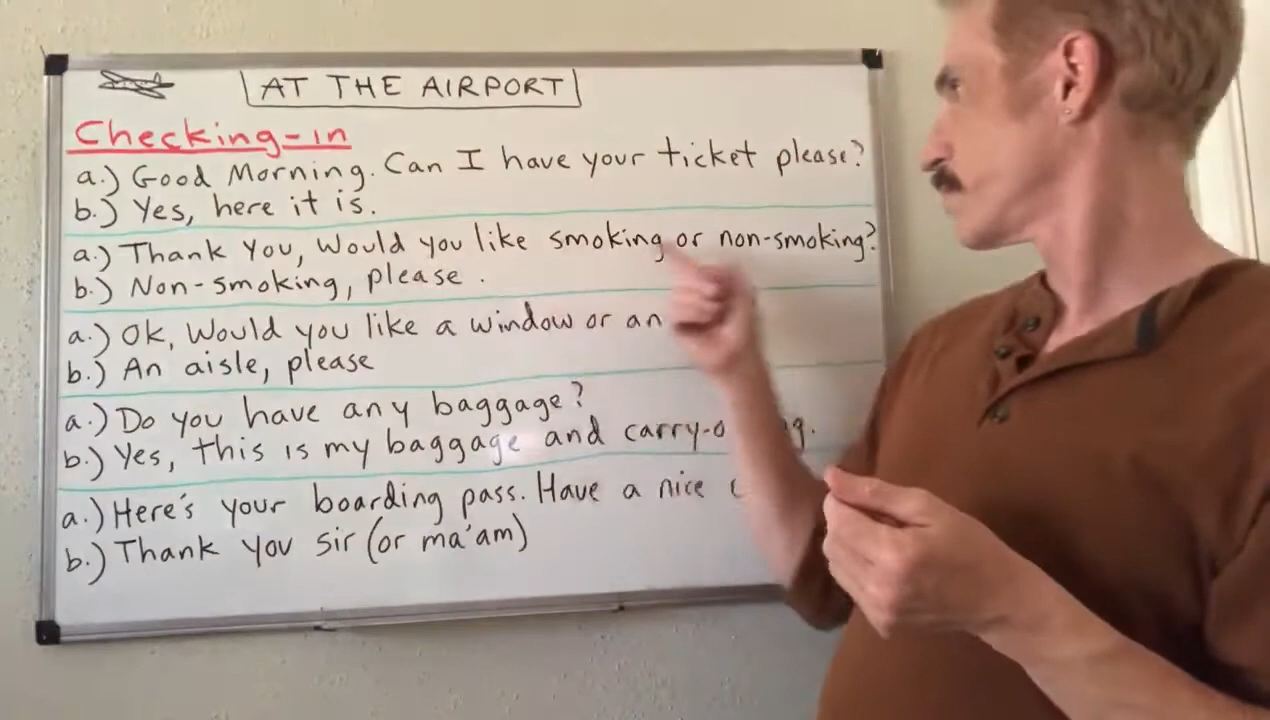 AT THE AIRPORT
Checking-in
a.) Good Morning. Can I have your ticket please?
b.) Yes, here it is.
a.) Thank You, Would you like smoking or non-smoking?
b.) Non-smoking, please.
a.) Ok, Would you like a window or an
b.) An aisle, please
a.) Do you have any baggage?
b.) Yes, this is my baggage and
a.) Here's your boarding pass. Have a nice
b.) Thank you sir (or ma'am)